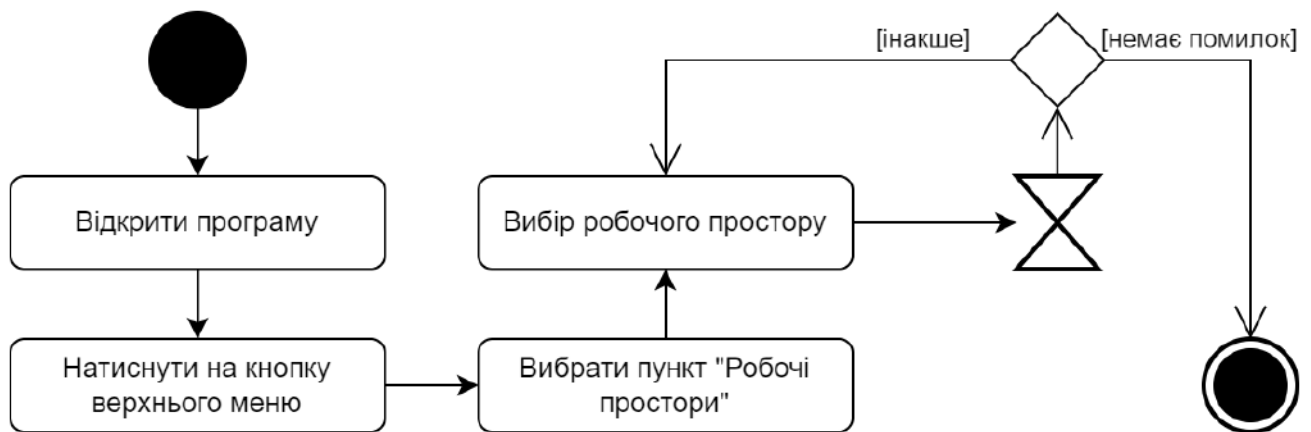 [інакше]
[немає помилок]
Відкрити програму
Вибір робочого простору
Натиснути на кнопку
верхнього меню
Вибрати пункт "Робочі
простори"